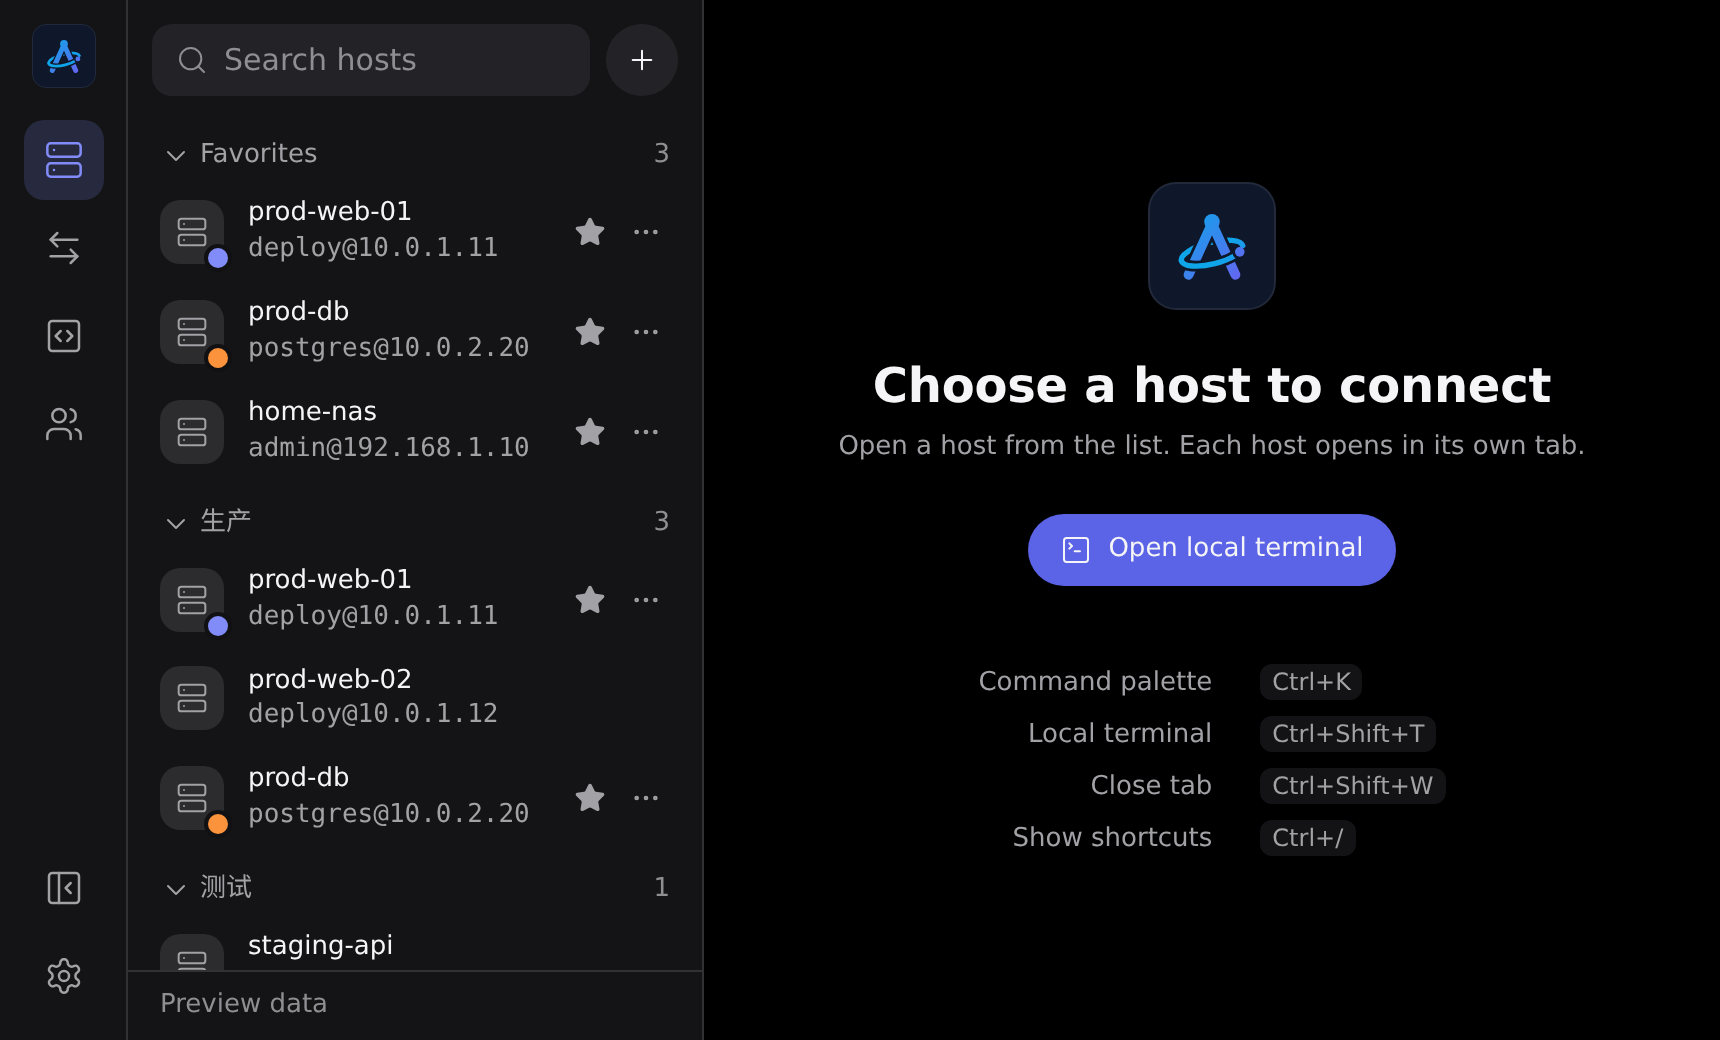 Search hosts
Favorites 3
prod-web-01
deploy@10.0.1.11
prod-db
postgres@10.0.2.20
home-nas
admin@192.168.1.10
生产 3
prod-web-01
deploy@10.0.1.11
prod-web-02
deploy@10.0.1.12
prod-db
postgres@10.0.2.20
测试 1
staging-api
Preview data
Choose a host to connect
Open a host from the list. Each host opens in its own tab.
Open local terminal
Command palette Ctrl+K
Local terminal Ctrl+Shift+T
Close tab Ctrl+Shift+W
Show shortcuts Ctrl+/